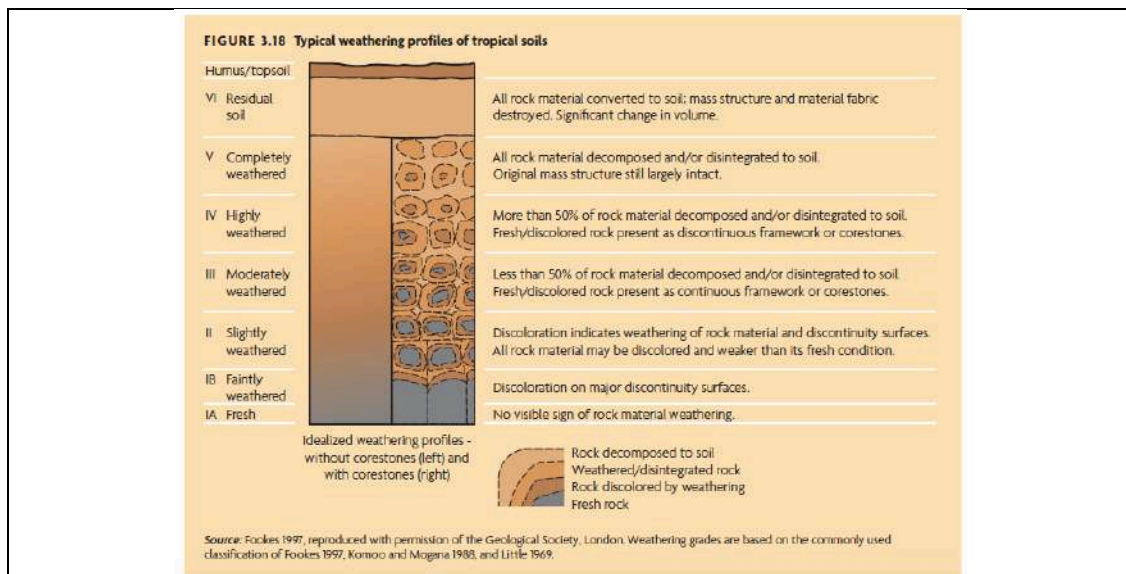 FIGURE 3.18 Typical weathering profiles of tropical soils
Humus/topsoil
VI Residual
soil
All rock material converted to soil; mass structure and material fabric
destroyed. Significant change in volume.
V Completely
weathered
All rock material decomposed and/or disintegrated to soil.
Original mass structure still largely intact.
IV Highly
weathered
More than 50% of rock material decomposed and/or disintegrated to soil.
Fresh/discolored rock present as discontinuous framework or corestones.
III Moderately
weathered
Less than 50% of rock material decomposed and/or disintegrated to soil
Fresh/discolored rock present as continuous framework or corestones.
II Slightly
weathered
Discoloration indicates weathering of rock material and discontinuity surfaces.
All rock material may be discolored and weaker than its fresh condition.
IB Faintly
weathered
Discoloration on major discontinuity surfaces.
IA Fresh
No visible sign of rock material weathering.
Idealized weathering profiles -
without corestones (left) and
with corestones (right)
Rock decomposed to soil
Weathered/disintegrated rock
Rock discolored by weathering
Fresh rock
Source: Fookes 1997, reproduced with permission of the Geological Society, London. Weathering grades are based on the commonly used
classification of Fookes 1997, Komoo and Mogana 1988, and Little 1969.